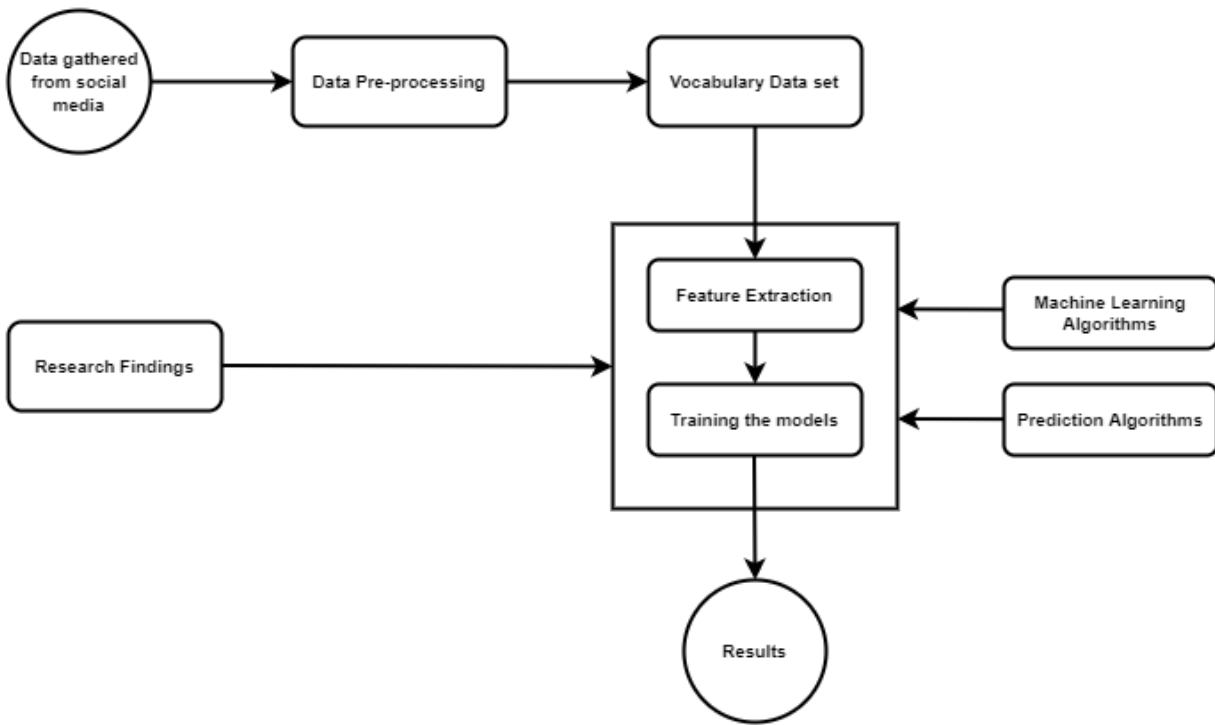 Data gathered
from social
media
Data Pre-processing
Vocabulary Data set
Feature Extraction
Machine Learning
Algorithms
Research Findings
Training the models
Prediction Algorithms
Results